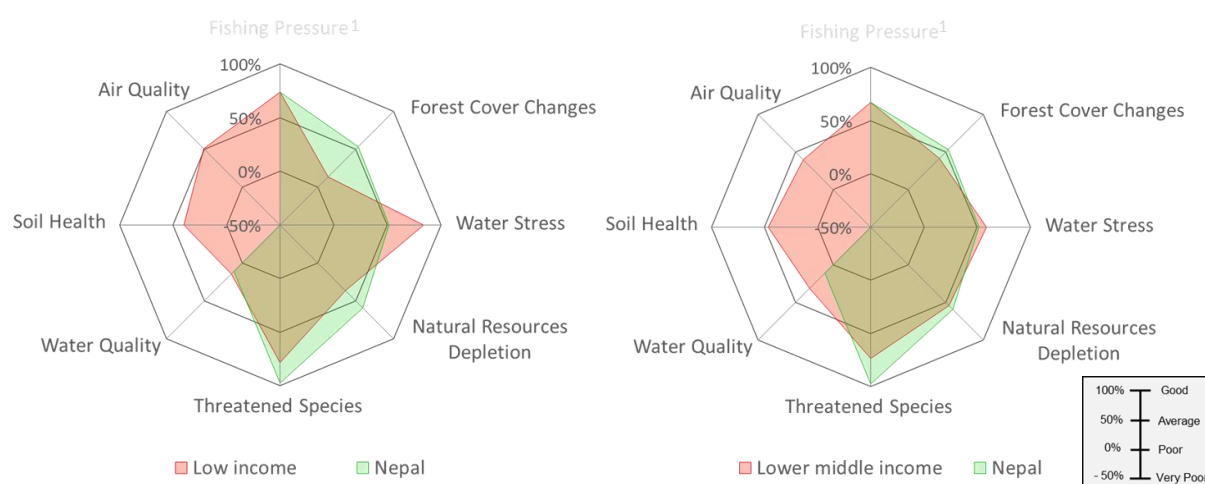 Fishing Pressure1
100%
Air Quality
Forest Cover Changes
50%
0%
Soil Health
-50%
Water Stress
Water Quality
Natural Resources
Depletion
Threatened Species
Low income
Nepal
Fishing Pressure1
100%
Air Quality
Forest Cover Changes
50%
0%
Soil Health
-50%
Water Stress
Water Quality
Natural Resources
Depletion
Threatened Species
Lower middle income
Nepal
100% Good
50% Average
0% Poor
- 50% Very Poor